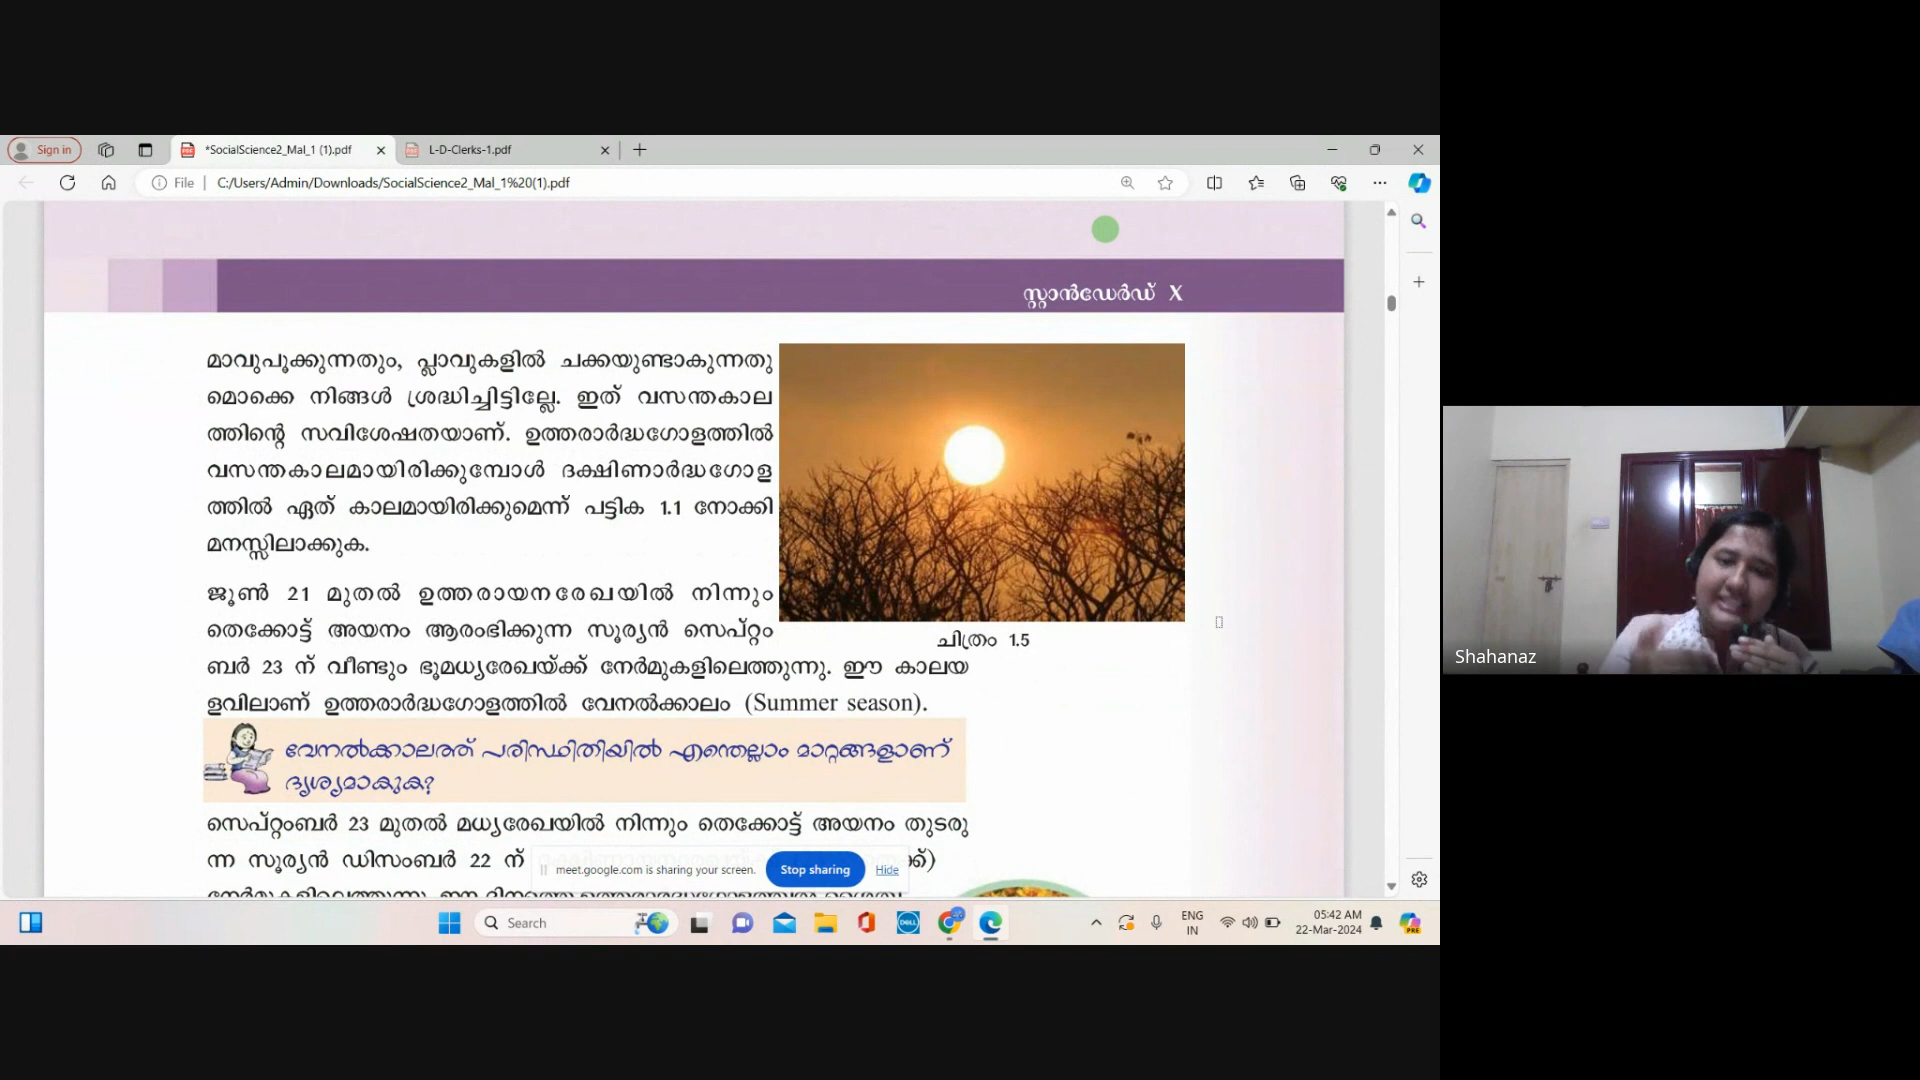 Sign in
*SocialScience2_Mal_1 (1).pdf
L-D-Clerks-1.pdf
File
C:/Users/Admin/Downloads/SocialScience2_Mal_1%20(1).pdf
സ്റ്റാൻഡേർഡ് X
മാവുപൂക്കുന്നതും, പ്ലാവുകളിൽ ചക്കയുണ്ടാകുന്നതു
മൊക്കെ നിങ്ങൾ ശ്രദ്ധിച്ചിട്ടില്ലേ. ഇത് വസന്തകാല
ത്തിന്റെ സവിശേഷതയാണ്. ഉത്തരാർദ്ധഗോളത്തിൽ
വസന്തകാലമായിരിക്കുമ്പോൾ ദക്ഷിണാർദ്ധഗോള
ത്തിൽ ഏത് കാലമായിരിക്കുമെന്ന് പട്ടിക 1.1 നോക്കി
മനസ്സിലാക്കുക.
ജൂൺ 21 മുതൽ ഉത്തരായനരേഖയിൽ നിന്നും
തെക്കോട്ട് അയനം ആരംഭിക്കുന്ന സൂര്യൻ സെപ്റ്റം
ബർ 23 ന് വീണ്ടും ഭൂമധ്യരേഖയ്ക്ക് നേർമുകളിലെത്തുന്നു. ഈ കാലയ
ളവിലാണ് ഉത്തരാർദ്ധഗോളത്തിൽ വേനൽക്കാലം (Summer season).
ചിത്രം 1.5
വേനൽക്കാലത്ത് പരിസ്ഥിതിയിൽ എന്തെല്ലാം മാറ്റങ്ങളാണ്
ദൃശ്യമാകുക?
സെപ്റ്റംബർ 23 മുതൽ മധ്യരേഖയിൽ നിന്നും തെക്കോട്ട് അയനം തുടരു
ന്ന സൂര്യൻ ഡിസംബർ 22 ന്
meet.google.com is sharing your screen.
Stop sharing
Hide
Search
ENG
IN
05:42 AM
22-Mar-2024
Shahanaz